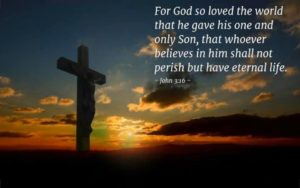 For God so loved the world
that he gave his one and
only Son, that whoever
believes in him shall not
perish but have eternal life.
- John 3:16 -